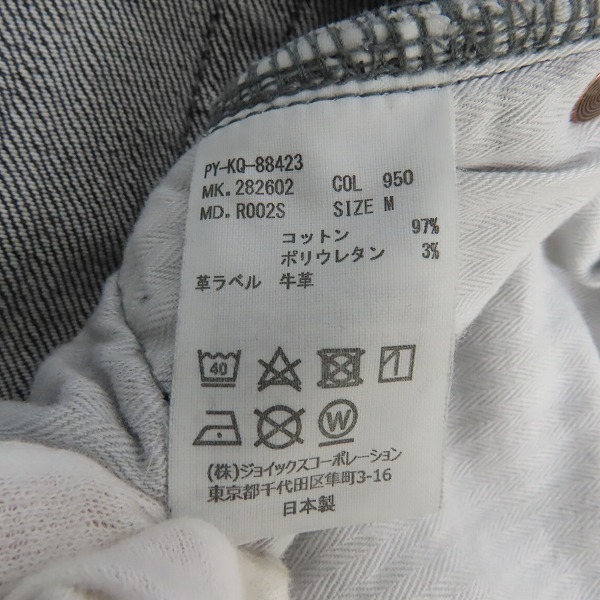 PY-KQ-88423
MK. 282602 COL 950
MD. R002S SIZE M
コットン 97%
ポリウレタン 3%
革ラベル 牛革
40
W
(株)ジョイックスコーポレーション
東京都千代田区隼町3-16
日本製